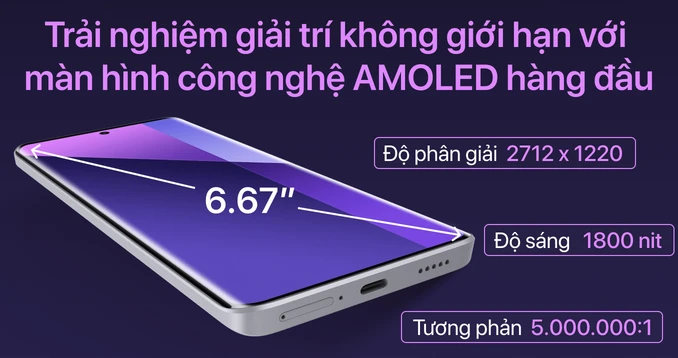 Trải nghiệm giải trí không giới hạn với
màn hình công nghệ AMOLED hàng đầu
Độ phân giải 2712 x 1220
6.67"
Độ sáng 1800 nit
Tương phản 5.000.000:1